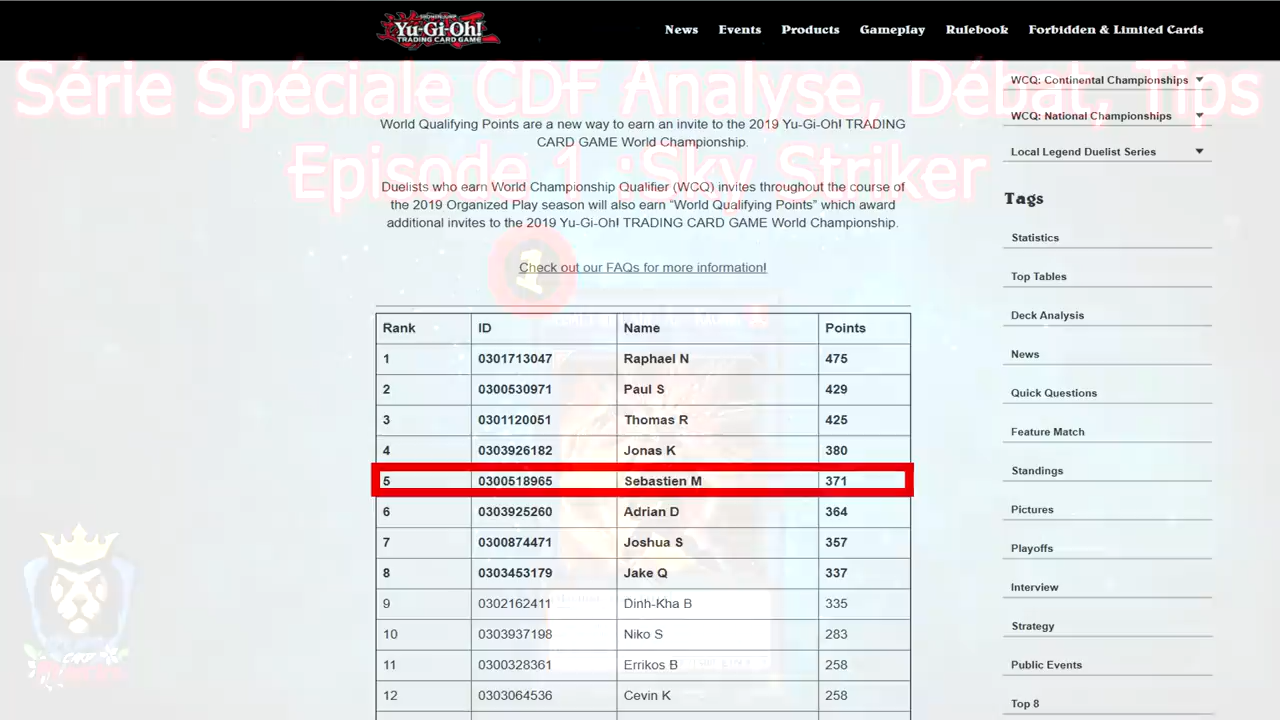 Yu-Gi-Oh!
TRADING CARD GAME
News Events Products Gameplay Rulebook Forbidden & Limited Cards
Série Spéciale CDF Analyse, Débat, Tips
Episode 1 :Sky Striker
World Qualifying Points are a new way to earn an invite to the 2019 Yu-Gi-Oh! TRADING
CARD GAME World Championship.
Duelists who earn World Championship Qualifier (WCQ) invites throughout the course of
the 2019 Organized Play season will also earn “World Qualifying Points” which award
additional invites to the 2019 Yu-Gi-Oh! TRADING CARD GAME World Championship.
Check out our FAQs for more information!
Rank ID Name Points
1 0301713047 Raphael N 475
2 0300530971 Paul S 429
3 0301120051 Thomas R 425
4 0303926182 Jonas K 380
5 0300518965 Sebastien M 371
6 0303925260 Adrian D 364
7 0300874471 Joshua S 357
8 0303453179 Jake Q 337
9 0302162411 Dinh-Kha B 335
10 0303937198 Niko S 283
11 0300328361 Errikos B 258
12 0303064536 Cevin K 258
WCQ: Continental Championships
WCQ: National Championships
Local Legend Duelist Series
Tags
Statistics
Top Tables
Deck Analysis
News
Quick Questions
Feature Match
Standings
Pictures
Playoffs
Interview
Strategy
Public Events
Top 8